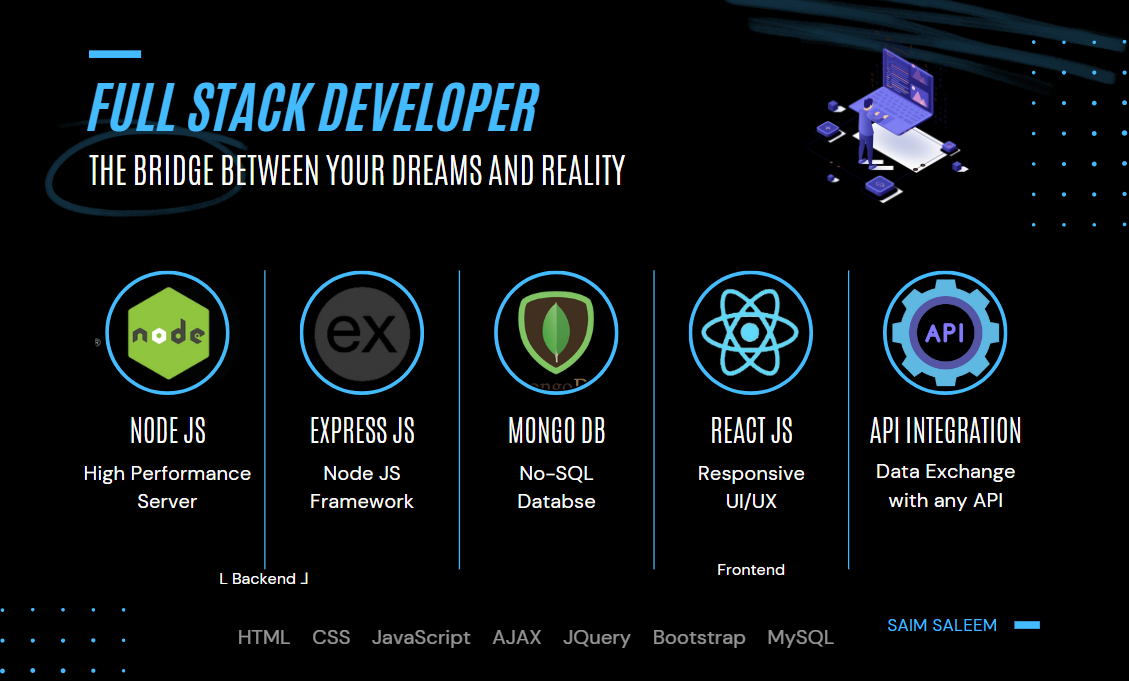 FULL STACK DEVELOPER
THE BRIDGE BETWEEN YOUR DREAMS AND REALITY
node
ex
ongoD
API
NODE JS
EXPRESS JS
MONGO DB
REACT JS
API INTEGRATION
High Performance
Server
Node JS
Framework
No-SQL
Databse
Responsive
UI/UX
Data Exchange
with any API
L Backend ┘
Frontend
HTML CSS JavaScript AJAX JQuery Bootstrap MySQL
SAIM SALEEM